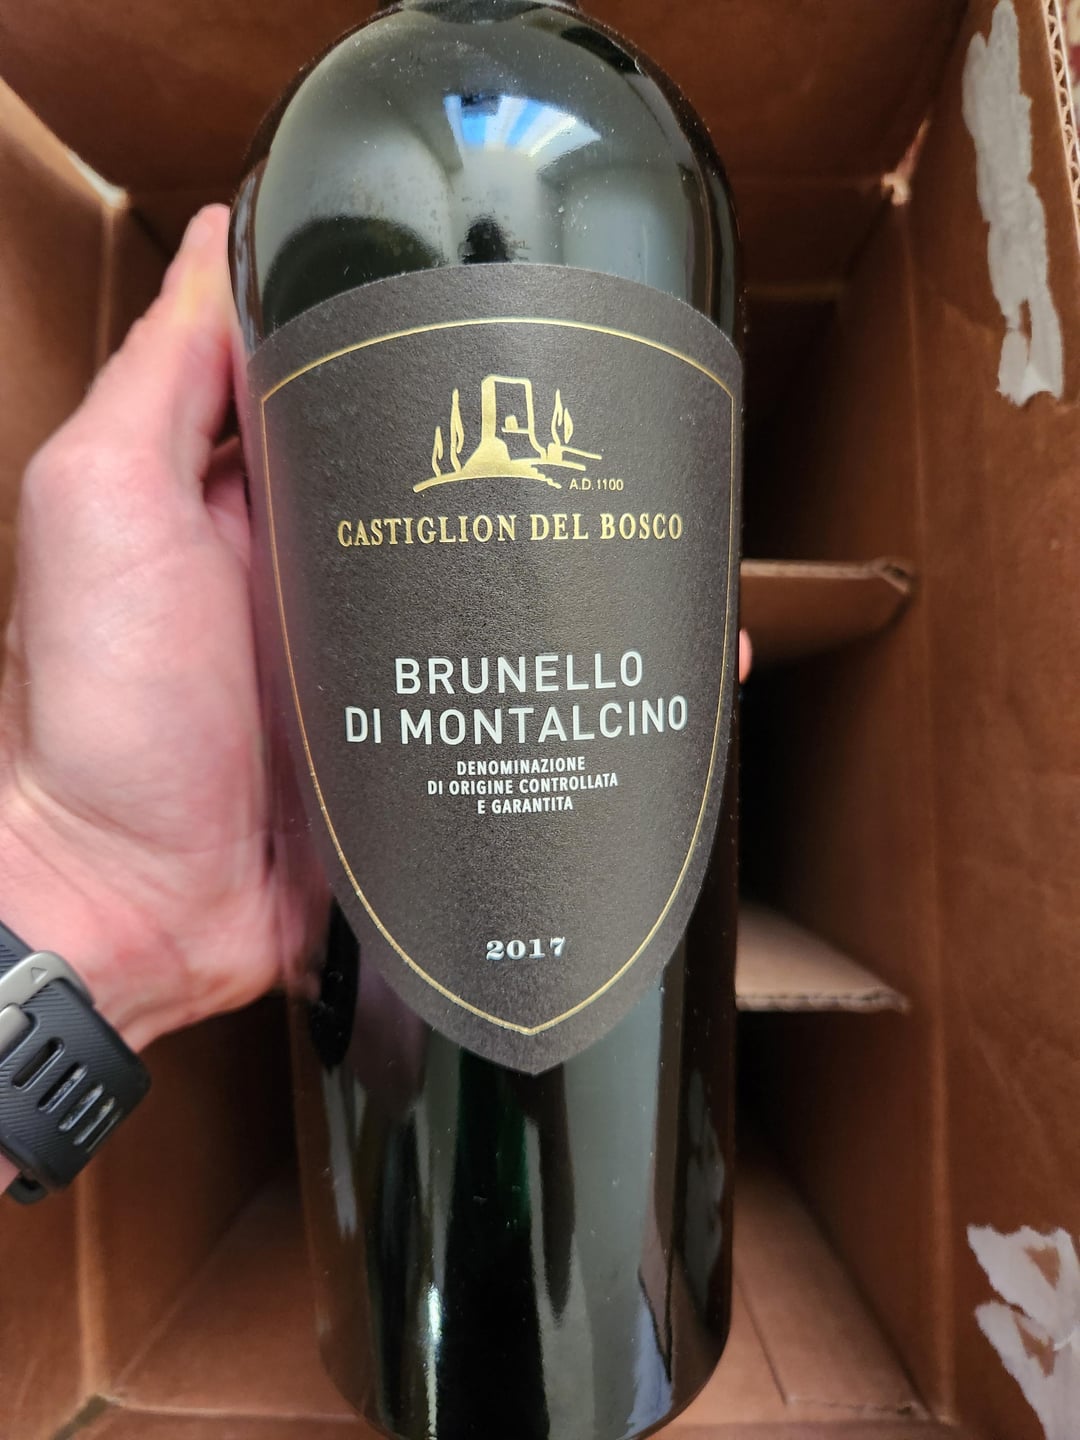 A.D. 1100
CASTIGLION DEL BOSCO
BRUNELLO
DI MONTALCINO
DENOMINAZIONE
DI ORIGINE CONTROLLATA
E GARANTITA
2017